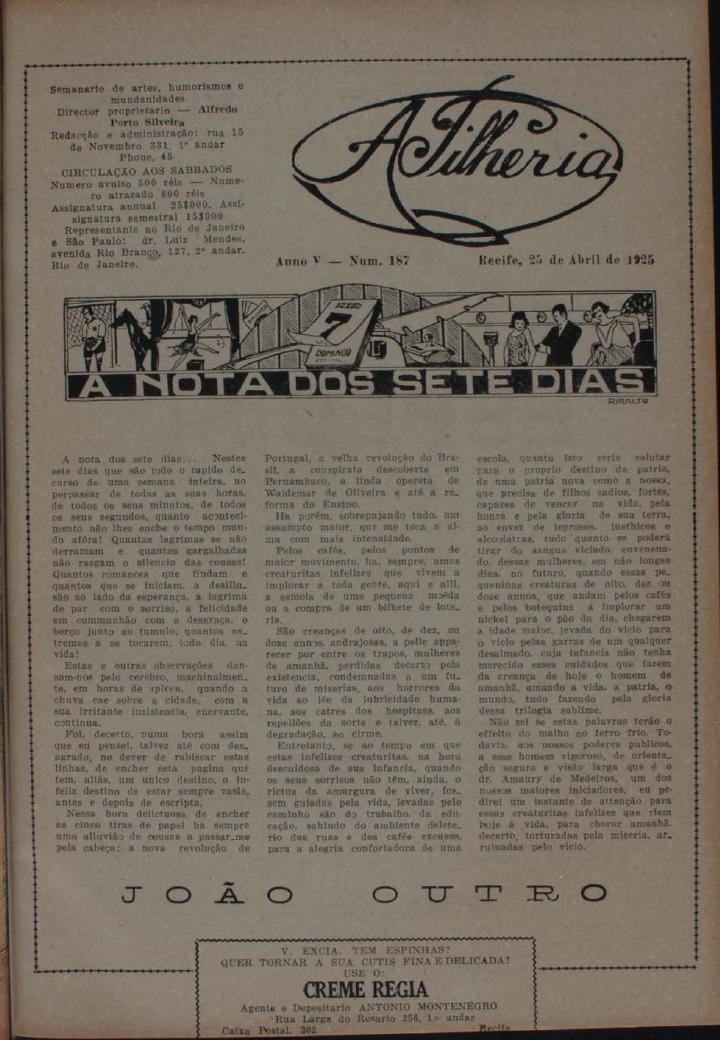 Semanario de artes, humorismos e
mundanidades
Director proprietario — Alfredo
Porto Silveira
Redacção e administração: rua 15
de Novembro 331, 1º andar
Phone, 45
CIRCULAÇÃO AOS SABBADOS
Numero avulso 500 réis — Nume-
ro atrazado 800 réis
Assignatura annual 25$000. Assi-
signatura semestral 15$000
Representante no Rio de Janeiro
e São Paulo: dr. Luiz Mendes,
avenida Rio Branco, 127, 2º andar.
Rio de Janeiro.
A Pilheria
Anno V — Num. 187
Recife, 25 de Abril de 1925
7
DOMINGO
A NOTA DOS SETE DIAS
RIRALTO
A nota dos sete dias... Nestes
sete dias que são todo o rapido de_
curso de uma semana inteira, no
perpassar de todas as suas horas,
de todos os seus minutos, de todos
os seus segundos, quanto aconteci-
mento não lhes enche o tempo mun-
do afóra! Quantas lagrimas se não
derramam e quantas gargalhadas
não rasgam o silencio das cousas!
Quantos romances que findam e
quantos que se iniciam, a desillu_
são ao lado da esperança, a lagrima
de par com o sorriso, a felicidade
em communhão com a desgraça, o
berço junto ao tumulo, quantos ex_
tremos a se tocarem, todo dia, na
vida!
Estas e outras observações dan-
sam-nos pelo cerebro, machinalmen_
te, em horas de spleen, quando a
chuva cae sobre a cidade, com a
sua irritante insistencia, enervante,
continua.
Foi, decerto, numa hora assim
que eu pensei, talvez até com des_
agrado, no dever de rabiscar estas
linhas, de encher esta pagina que
tem, aliás, um unico destino, o in-
feliz destino de estar sempre vasia,
antes e depois de escripta.
Nessa hora delictuosa de encher
as cinco tiras de papel ha sempre
uma alluvião de cousas a passar_me
pela cabeça: a nova revolução de
Portugal, a velha revolução do Bra-
sil, a conspirata descoberta em
Pernambuco, a linda opereta de
Waldemar de Oliveira e até a re_
forma do Ensino.
Ha porém, sobrepujando tudo, um
assumpto maior, que me toca a al-
ma com mais intensidade.
Pelos cafés, pelos pontos de
maior movimento, ha, sempre, umas
creaturitas infelizes que vivem a
implorar a toda gente, aqui e alli,
a esmola de uma pequena moéda
ou a compra de um bilhete de lote_
ria.
São creanças de oito, de dez, ou
doze annos, andrajosas, a pelle appa-
recer por entre os trapos, mulheres
de amanhã, perdidas decerto pela
existencia, condemnadas a um fu_
turo de miserias, aos horrores da
vida ao léo da lubricidade huma-
na, aos catres dos hospitaes, aos
repellões da sorte e talvez, até, á
degradação, ao crime.
Entretanto, se ao tempo em que
estas infelizes creaturitas, na hora
descuidosa de sua infancia, quando
os seus sorrisos não têm, ainda, o
rictus da amargura de viver, fos_
sem guiadas pela vida, levadas pelo
caminho são do trabalho, da edu-
cação, sahindo do ambiente delete_
rio das ruas e dos cafés excusos,
para a alegria confortadora de uma
escola, quanto isto seria salutar
para o proprio destino da patria,
de uma patria nova como a nossa,
que precisa de filhos sadios, fortes,
capazes de vencer na vida, pela
honra e pela gloria de sua terra,
ao envez de leprosos, luethicos e
alcoolatras, tudo quanto se poderá
tirar do sangue viciado, envenena-
do, dessas mulheres, em não longes
dias, no futuro, quando essas pe_
queninas creaturas de oito, dez ou
doze annos, que andam pelos cafés
e pelos botequins á implorar um
nickel para o pão do dia, chegarem
a idade maior, levada do vicio para
o vicio pelas garras de um qualquer
desalmado, cuja infancia não tenha
merecido esses cuidados que fazem
da creança de hoje o homem de
amanhã, amando a vida, a patria, o
mundo, tudo fazendo pela gloria
dessa trilogia sublime.
Não sei se estas palavras terão o
effeito do malho no ferro frio. To-
davia, aos nossos poderes publicos,
a esse homem vigoroso, de orienta_
ção segura e visão larga que é o
dr. Amaury de Medeiros, um dos
nossos maiores iniciadores, eu pe-
direi um instante de attenção para
essas creaturitas infelizes que riem
hoje á vida, para chorar amanhã,
decerto, torturadas pela miseria, ar_
ruinadas pelo vicio.
JOÃO OUTRO
V. EXCIA. TEM ESPINHAS?
QUER TORNAR A SUA CUTIS FINA E DELICADA?
USE O:
CREME REGIA
Agente e Depositario ANTONIO MONTENEGRO
Rua Larga do Rosario 256, 1.º andar
Caixa Postal. 302 Recife